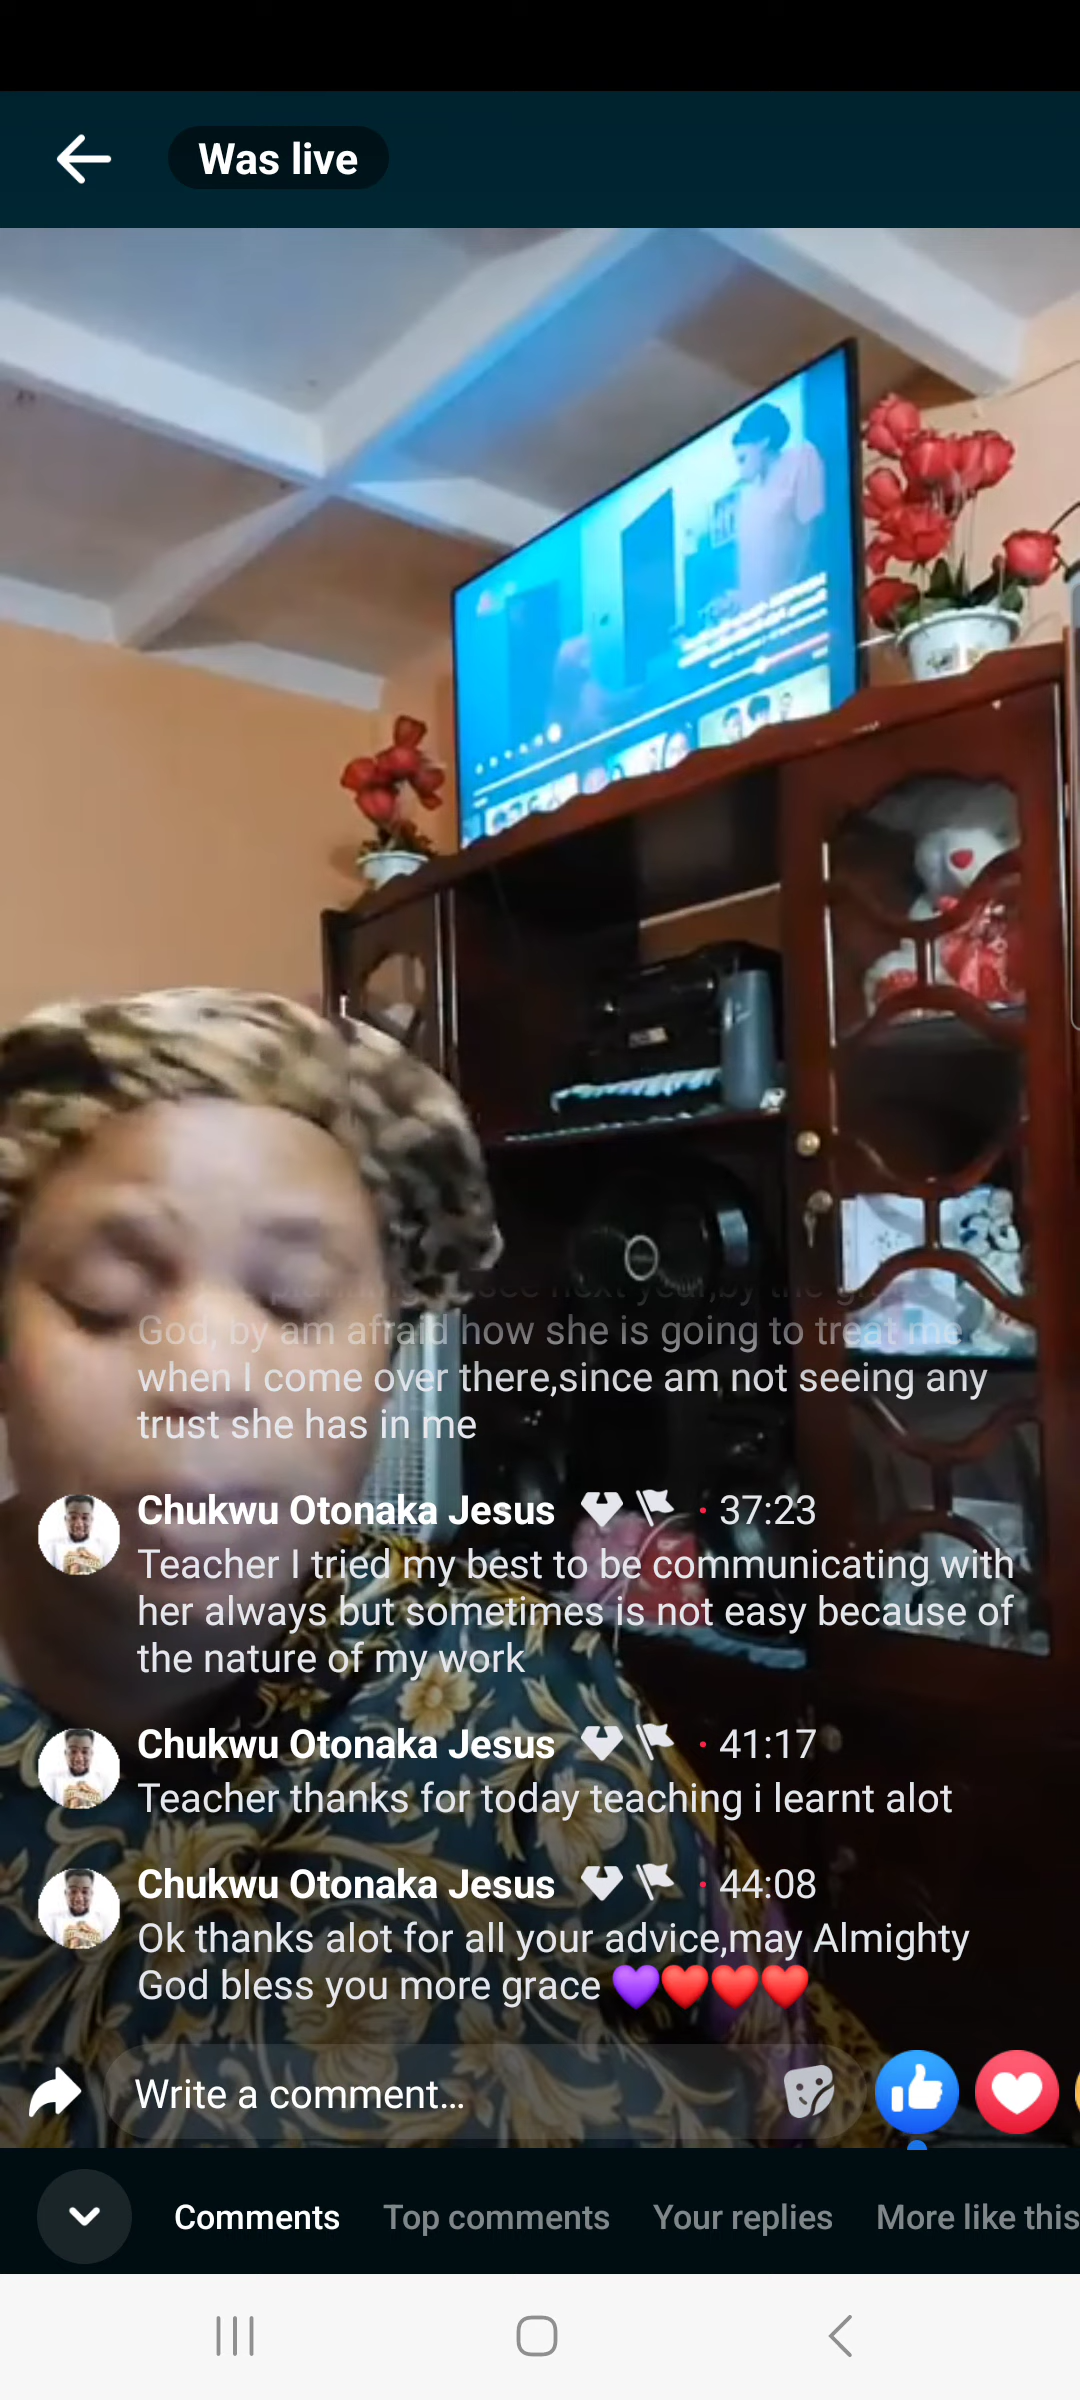 Was live
God, by am afraid how she is going to treat me
when I come over there,since am not seeing any
trust she has in me
Chukwu Otonaka Jesus · 37:23
Teacher I tried my best to be communicating with
her always but sometimes is not easy because of
the nature of my work
Chukwu Otonaka Jesus · 41:17
Teacher thanks for today teaching i learnt alot
Chukwu Otonaka Jesus · 44:08
Ok thanks alot for all your advice,may Almighty
God bless you more grace 💜❤️❤️❤️
Write a comment...
Comments Top comments Your replies More like this